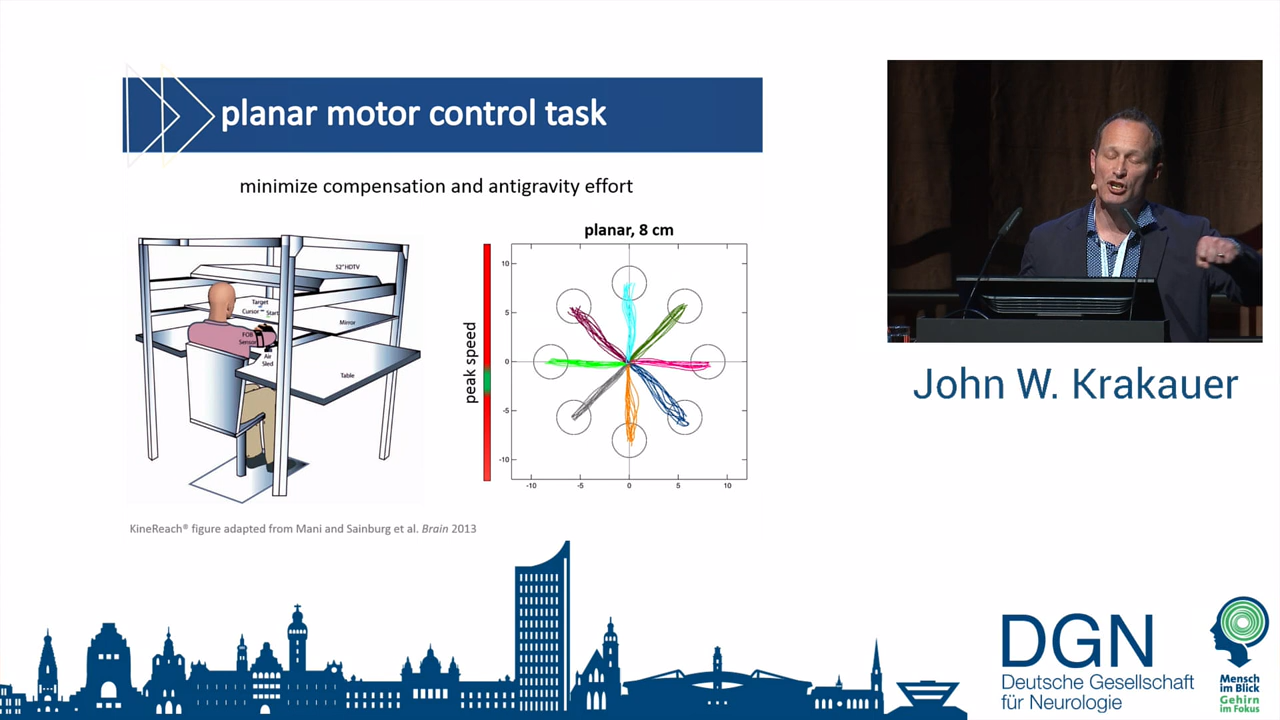 planar motor control task
minimize compensation and antigravity effort
52" HDTV
Target
Cursor
Start
Mirror
FOB
Sensor
Air
Sled
Table
planar, 8 cm
peak speed
10
5
0
-5
-10
-10
-5
0
5
10
KineReach® figure adapted from Mani and Sainburg et al. Brain 2013
John W. Krakauer
DGN
Deutsche Gesellschaft
für Neurologie
Mensch
im Blick
Gehirn
im Fokus